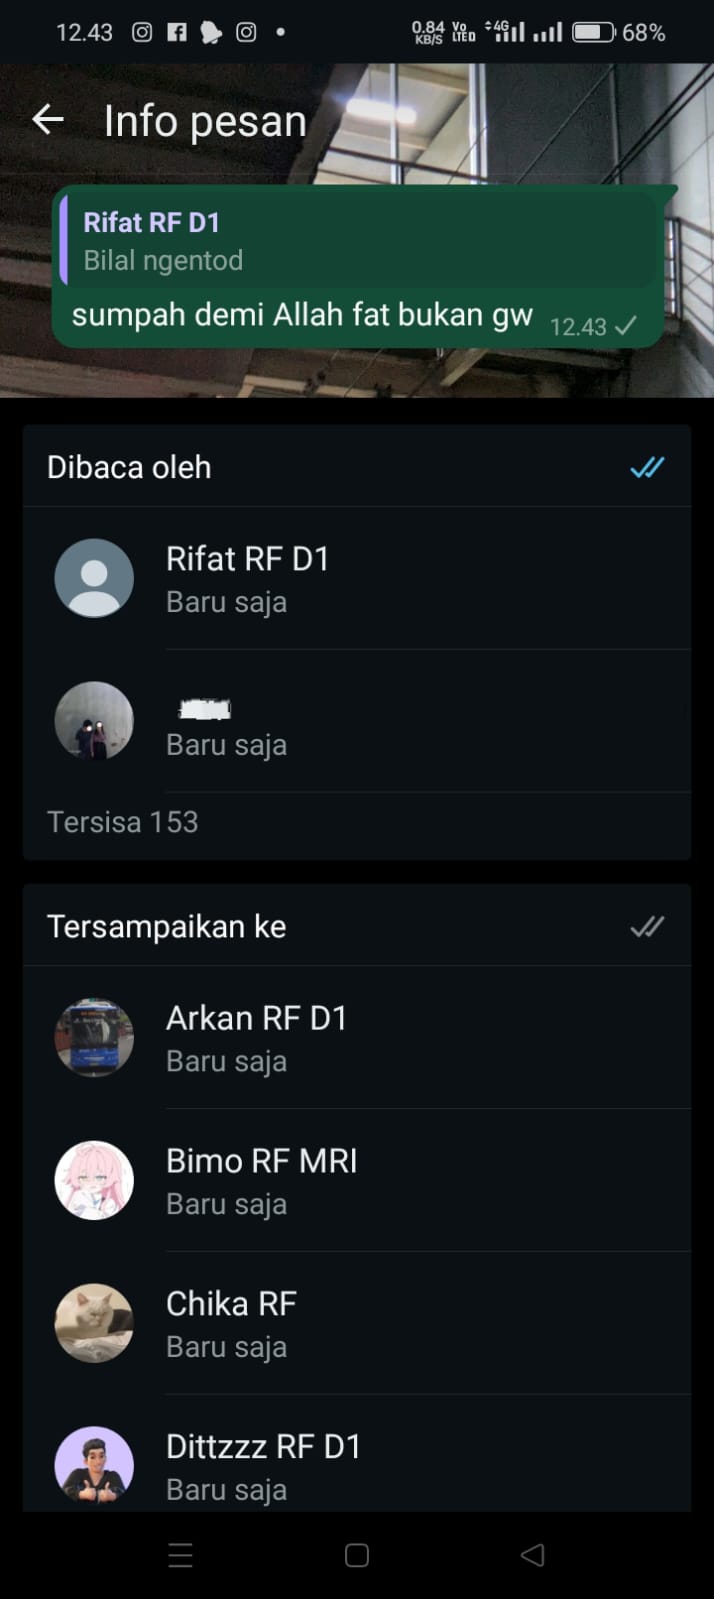 12.43
0.84 KB/S Vo LTE 4G 68%
Info pesan
Rifat RF D1
Bilal ngentod
sumpah demi Allah fat bukan gw 12.43
Dibaca oleh
Rifat RF D1
Baru saja
Baru saja
Tersisa 153
Tersampaikan ke
Arkan RF D1
Baru saja
Bimo RF MRI
Baru saja
Chika RF
Baru saja
Dittzzz RF D1
Baru saja